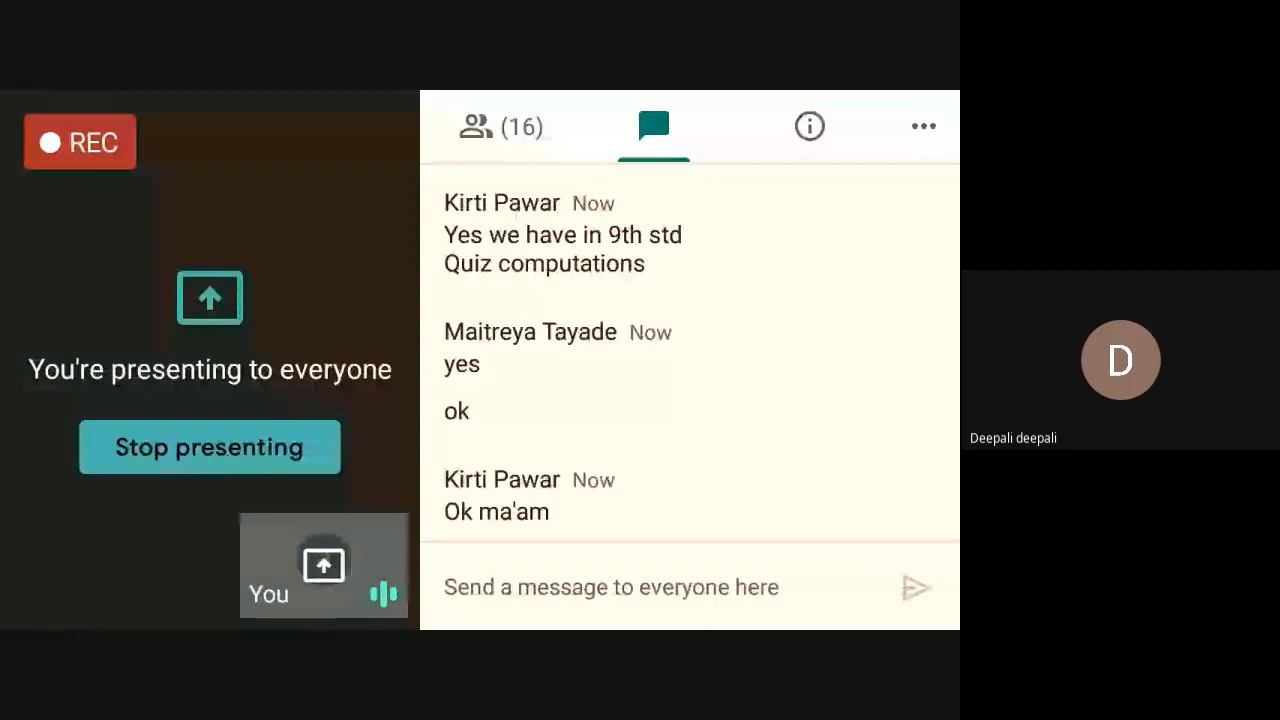 REC
You're presenting to everyone
Stop presenting
You
(16)
Kirti Pawar Now
Yes we have in 9th std
Quiz computations
Maitreya Tayade Now
yes
ok
Kirti Pawar Now
Ok ma'am
Send a message to everyone here
D
Deepali deepali